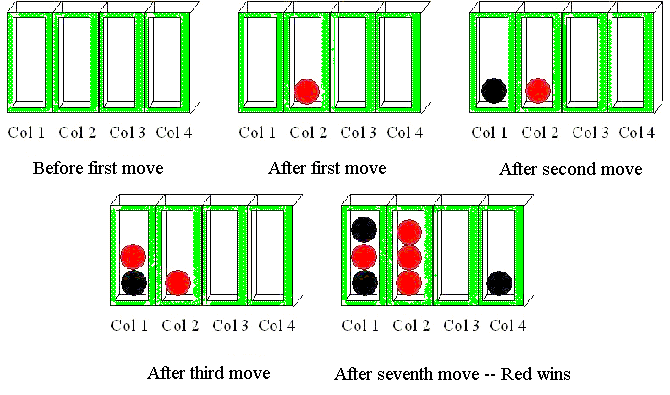 Col 1 Col 2 Col 3 Col 4
Before first move
Col 1 Col 2 Col 3 Col 4
After first move
Col 1 Col 2 Col 3 Col 4
After second move
Col 1 Col 2 Col 3 Col 4
After third move
Col 1 Col 2 Col 3 Col 4
After seventh move -- Red wins